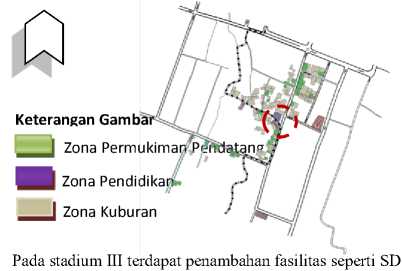 Keterangan Gambar
Zona Permukiman Pendatang
Zona Pendidikan
Zona Kuburan
Pada stadium III terdapat penambahan fasilitas seperti SD